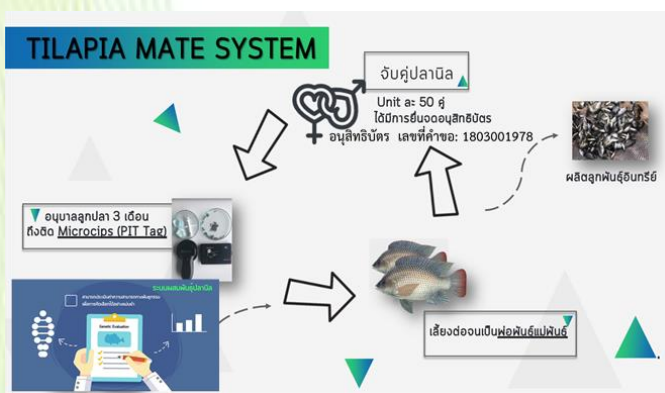 TILAPIA MATE SYSTEM
จับคู่ปลานิล
Unit ละ 50 คู่
ได้มีการยื่นจดอนุสิทธิบัตร
อนุสิทธิบัตร เลขที่คำขอ: 1803001978
ผลิตลูกพันธุ์อินทรีย์
อนุบาลลูกปลา 3 เดือน
ถึงติด Microcips (PIT Tag)
ระบบผสมพันธุ์ปลานิล
Genetic Evaluation
เลี้ยงต่อจนเป็นพ่อพันธุ์แม่พันธุ์